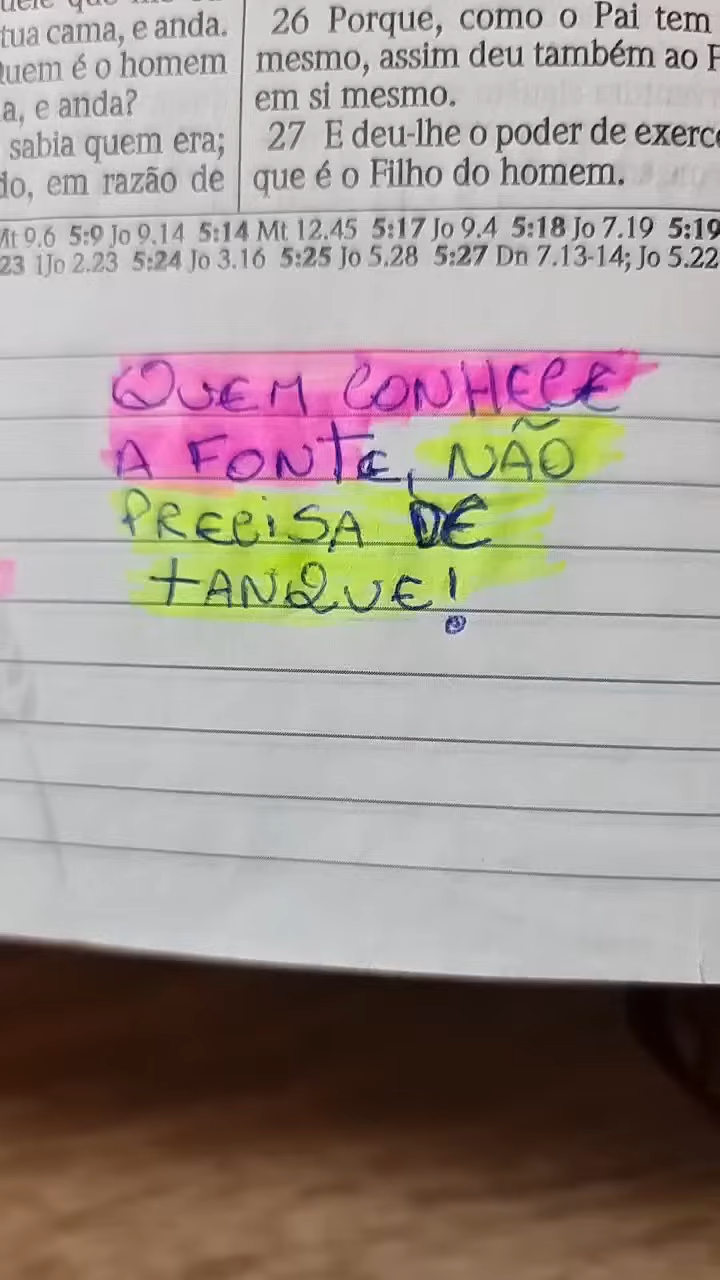 tua cama, e anda.
Quem é o homem
a, e anda?
sabia quem era;
do, em razão de
26 Porque, como o Pai tem
mesmo, assim deu também ao F
em si mesmo.
27 E deu-lhe o poder de exerce
que é o Filho do homem.
Mt 9.6 5:9 Jo 9.14 5:14 Mt 12.45 5:17 Jo 9.4 5:18 Jo 7.19 5:19
23 1Jo 2.23 5:24 Jo 3.16 5:25 Jo 5.28 5:27 Dn 7.13-14; Jo 5.22
QUEM CONHECE
A FONTE, NÃO
PRECISA DE
TANQUE!